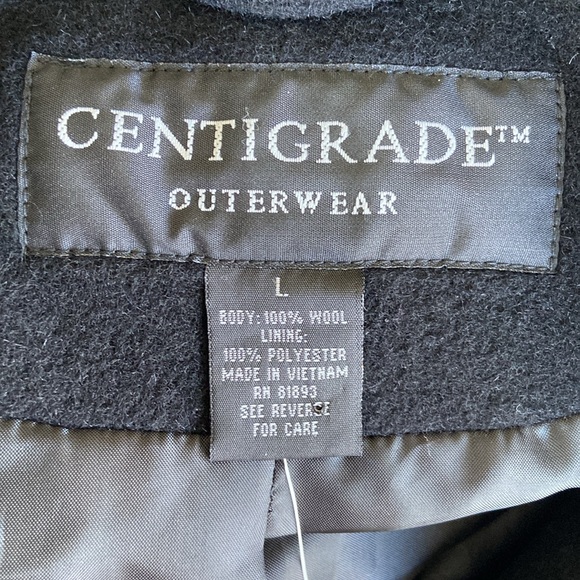 CENTIGRADE™
OUTERWEAR
L
BODY: 100% WOOL
LINING:
100% POLYESTER
MADE IN VIETNAM
RN 81893
SEE REVERSE
FOR CARE